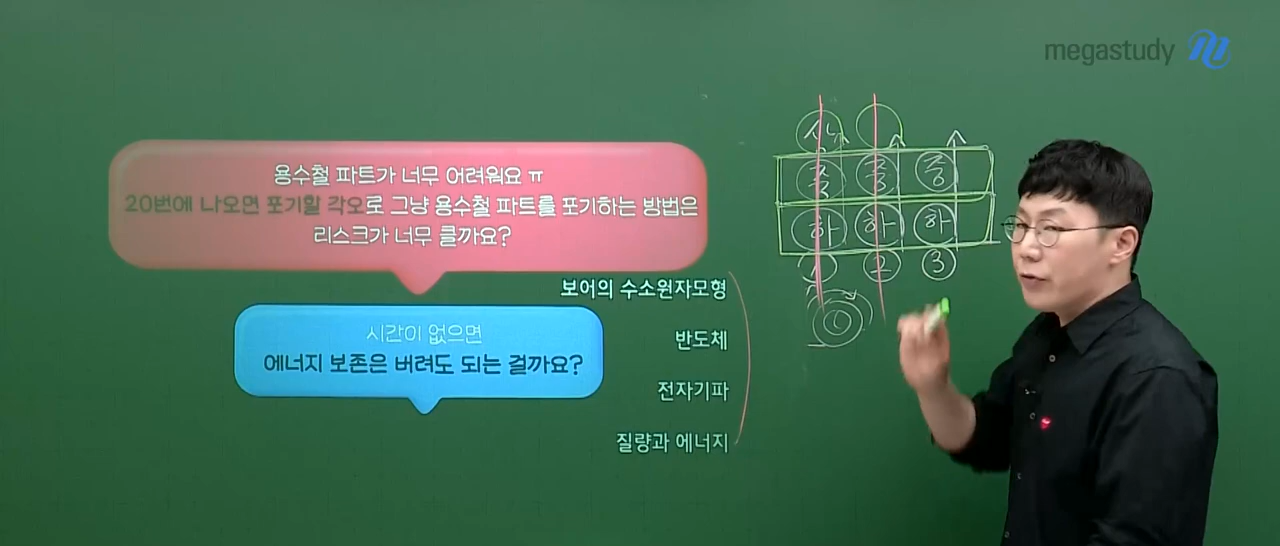 megastudy
용수철 파트가 너무 어려워요 ㅠ
20번에 나오면 포기할 각오로 그냥 용수철 파트를 포기하는 방법은
리스크가 너무 클까요?
시간이 없으면
에너지 보존은 버려도 되는 걸까요?
보어의 수소원자모형
반도체
전자기파
질량과 에너지
상
중 중 중
하 하 하
1 2 3